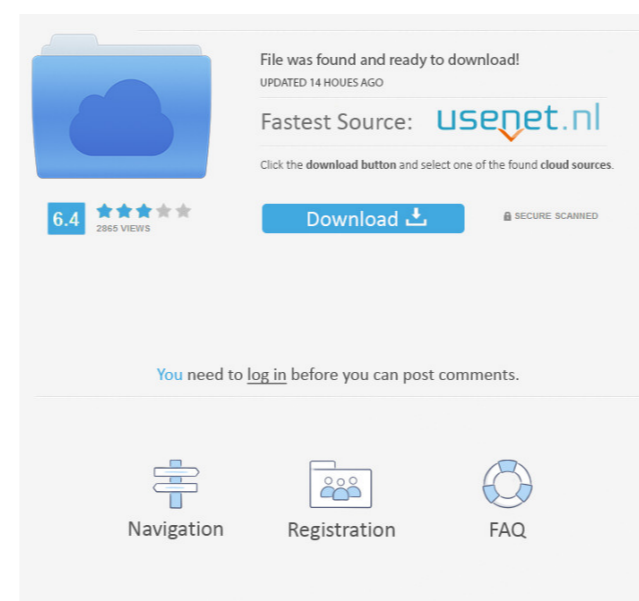 File was found and ready to download!
UPDATED 14 HOUES AGO
Fastest Source: usenet.nl
Click the download button and select one of the found cloud sources.
6.4
2865 VIEWS
Download
SECURE SCANNED
You need to log in before you can post comments.
Navigation
Registration
FAQ